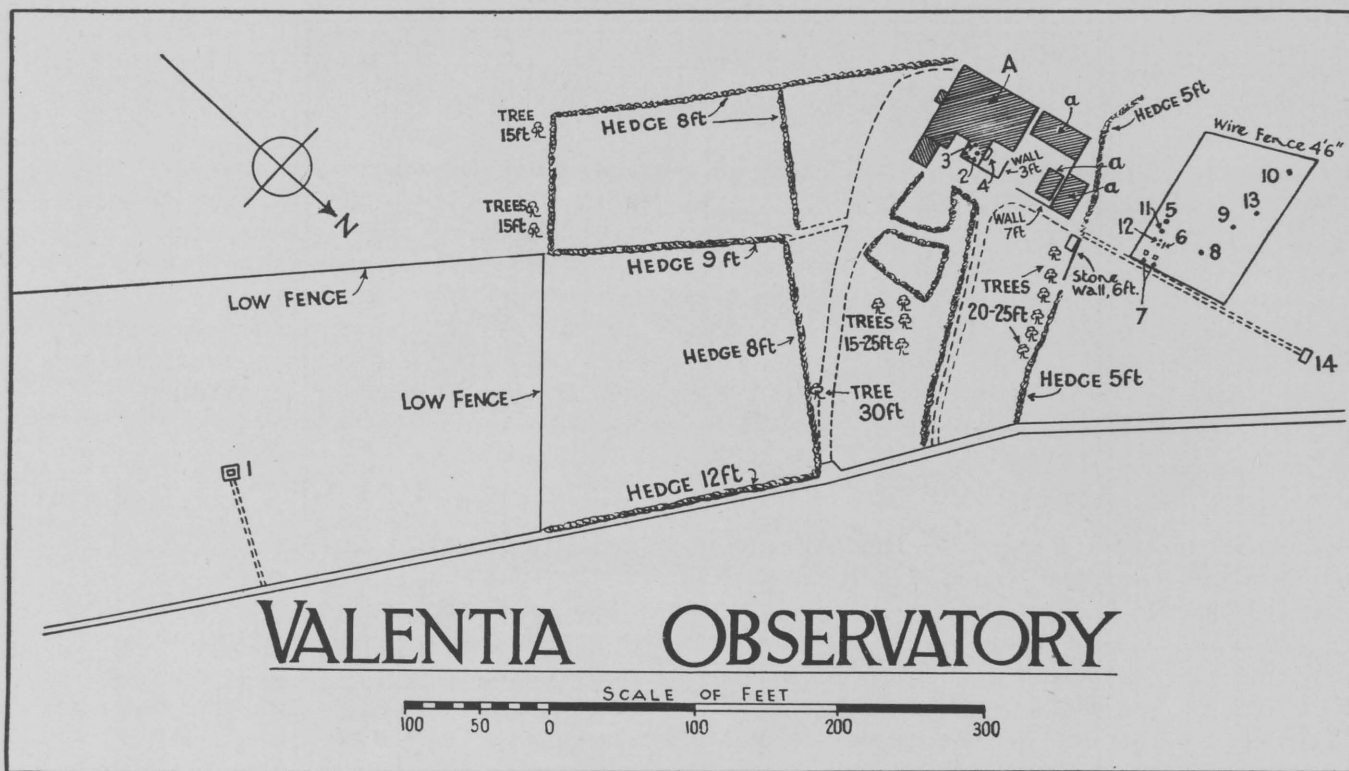 A
a
HEDGE 5ft
TREE
15ft
HEDGE 8ft
Wire Fence 4'6"
3
2
4
WALL
3ft
a
a
10
N
TREES
15ft
WALL
7ft
11
5
12
6
9
13
8
HEDGE 9 ft
LOW FENCE
TREES
20-25ft
Stone
Wall, 6ft.
7
TREES
15-25ft
HEDGE 8ft
14
LOW FENCE
TREE
30ft
HEDGE 5ft
1
HEDGE 12ft
VALENTIA OBSERVATORY
SCALE OF FEET
100 50 0 100 200 300